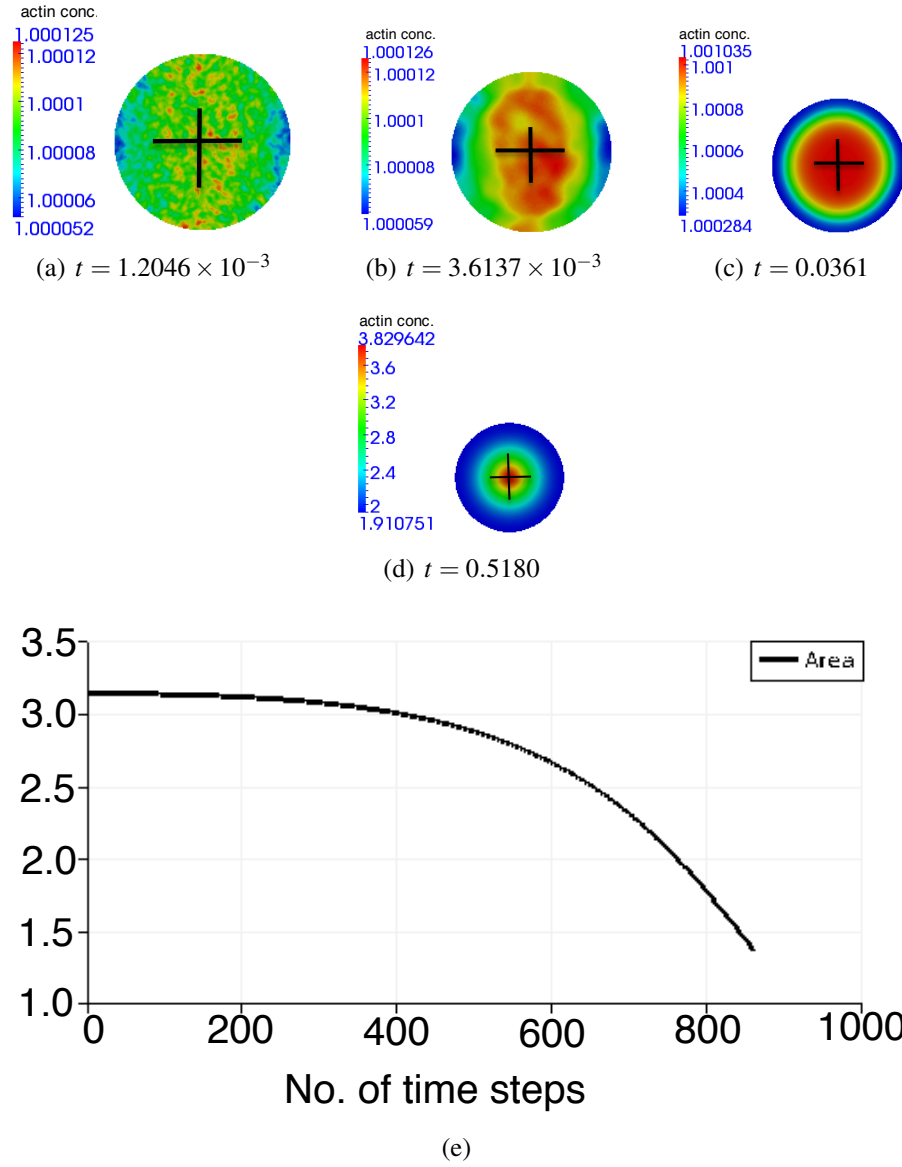 actin conc.
1.000125
1.00012
1.0001
1.00008
1.00006
1.000052
(a) t = 1.2046 × 10⁻³
actin conc.
1.000126
1.00012
1.0001
1.00008
1.000059
(b) t = 3.6137 × 10⁻³
actin conc.
1.001035
1.001
1.0008
1.0006
1.0004
1.000284
(c) t = 0.0361
actin conc.
3.829642
3.6
3.2
2.8
2.4
2
1.910751
(d) t = 0.5180
Area
3.5
3.0
2.5
2.0
1.5
1.0
0 200 400 600 800 1000
No. of time steps
(e)